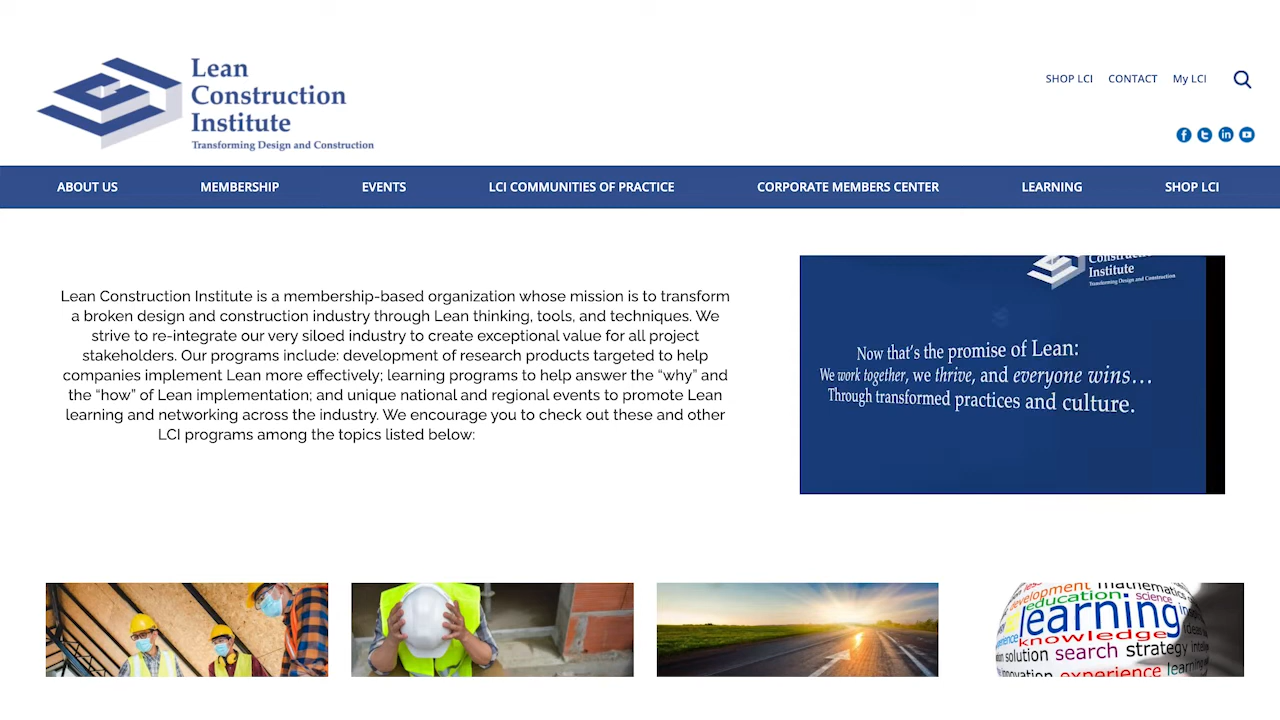 Lean
Construction
Institute
Transforming Design and Construction
SHOP LCI CONTACT My LCI
ABOUT US MEMBERSHIP EVENTS LCI COMMUNITIES OF PRACTICE CORPORATE MEMBERS CENTER LEARNING SHOP LCI
Lean Construction Institute is a membership-based organization whose mission is to transform
a broken design and construction industry through Lean thinking, tools, and techniques. We
strive to re-integrate our very siloed industry to create exceptional value for all project
stakeholders. Our programs include: development of research products targeted to help
companies implement Lean more effectively; learning programs to help answer the “why” and
the “how” of Lean implementation; and unique national and regional events to promote Lean
learning and networking across the industry. We encourage you to check out these and other
LCI programs among the topics listed below:
Construction
Institute
Transforming Design and Construction
Now that's the promise of Lean:
We work together, we thrive, and everyone wins...
Through transformed practices and culture.
development mathematics
education science
learning
knowledge
solution search strategy
experience learning